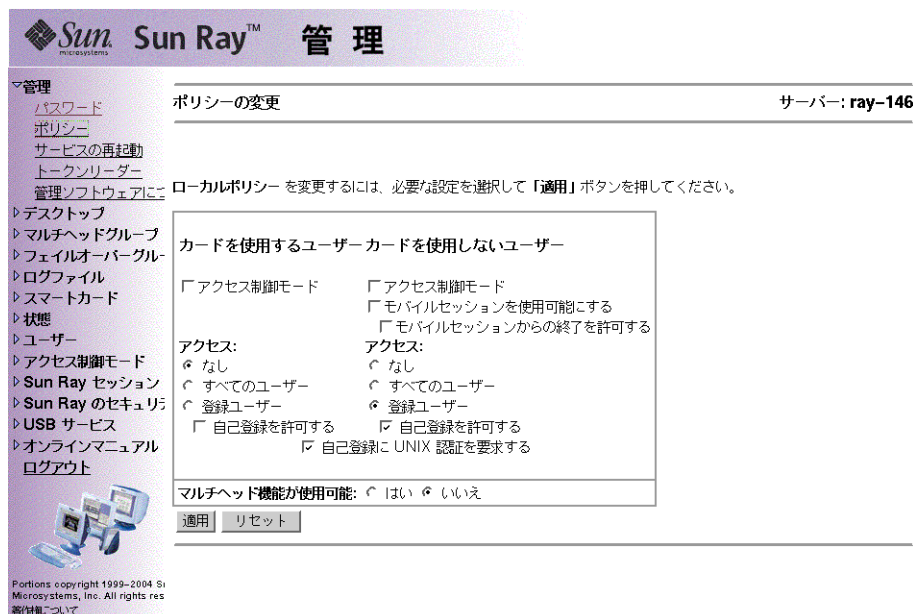 Sun microsystems Sun Ray™ 管 理
▽管理
パスワード
ポリシー
サービスの再起動
トークンリーダー
管理ソフトウェアにつ
▷デスクトップ
▷マルチヘッドグループ
▷フェイルオーバーグルー
▷ログファイル
▷スマートカード
▷状態
▷ユーザー
▷アクセス制御モード
▷Sun Ray セッション
▷Sun Ray のセキュリテ
▷USB サービス
▷オンラインマニュアル
ログアウト
Portions copyright 1999–2004 Su
Microsystems, Inc. All rights res
著作権について
ポリシーの変更 サーバー: ray–146
ローカルポリシー を変更するには、必要な設定を選択して「適用」ボタンを押してください。
カードを使用するユーザー カードを使用しないユーザー
アクセス制御モード アクセス制御モード
モバイルセッションを使用可能にする
モバイルセッションからの終了を許可する
アクセス: アクセス:
なし なし
すべてのユーザー すべてのユーザー
登録ユーザー 登録ユーザー
自己登録を許可する 自己登録を許可する
自己登録に UNIX 認証を要求する
マルチヘッド機能が使用可能: はい いいえ
適用 リセット